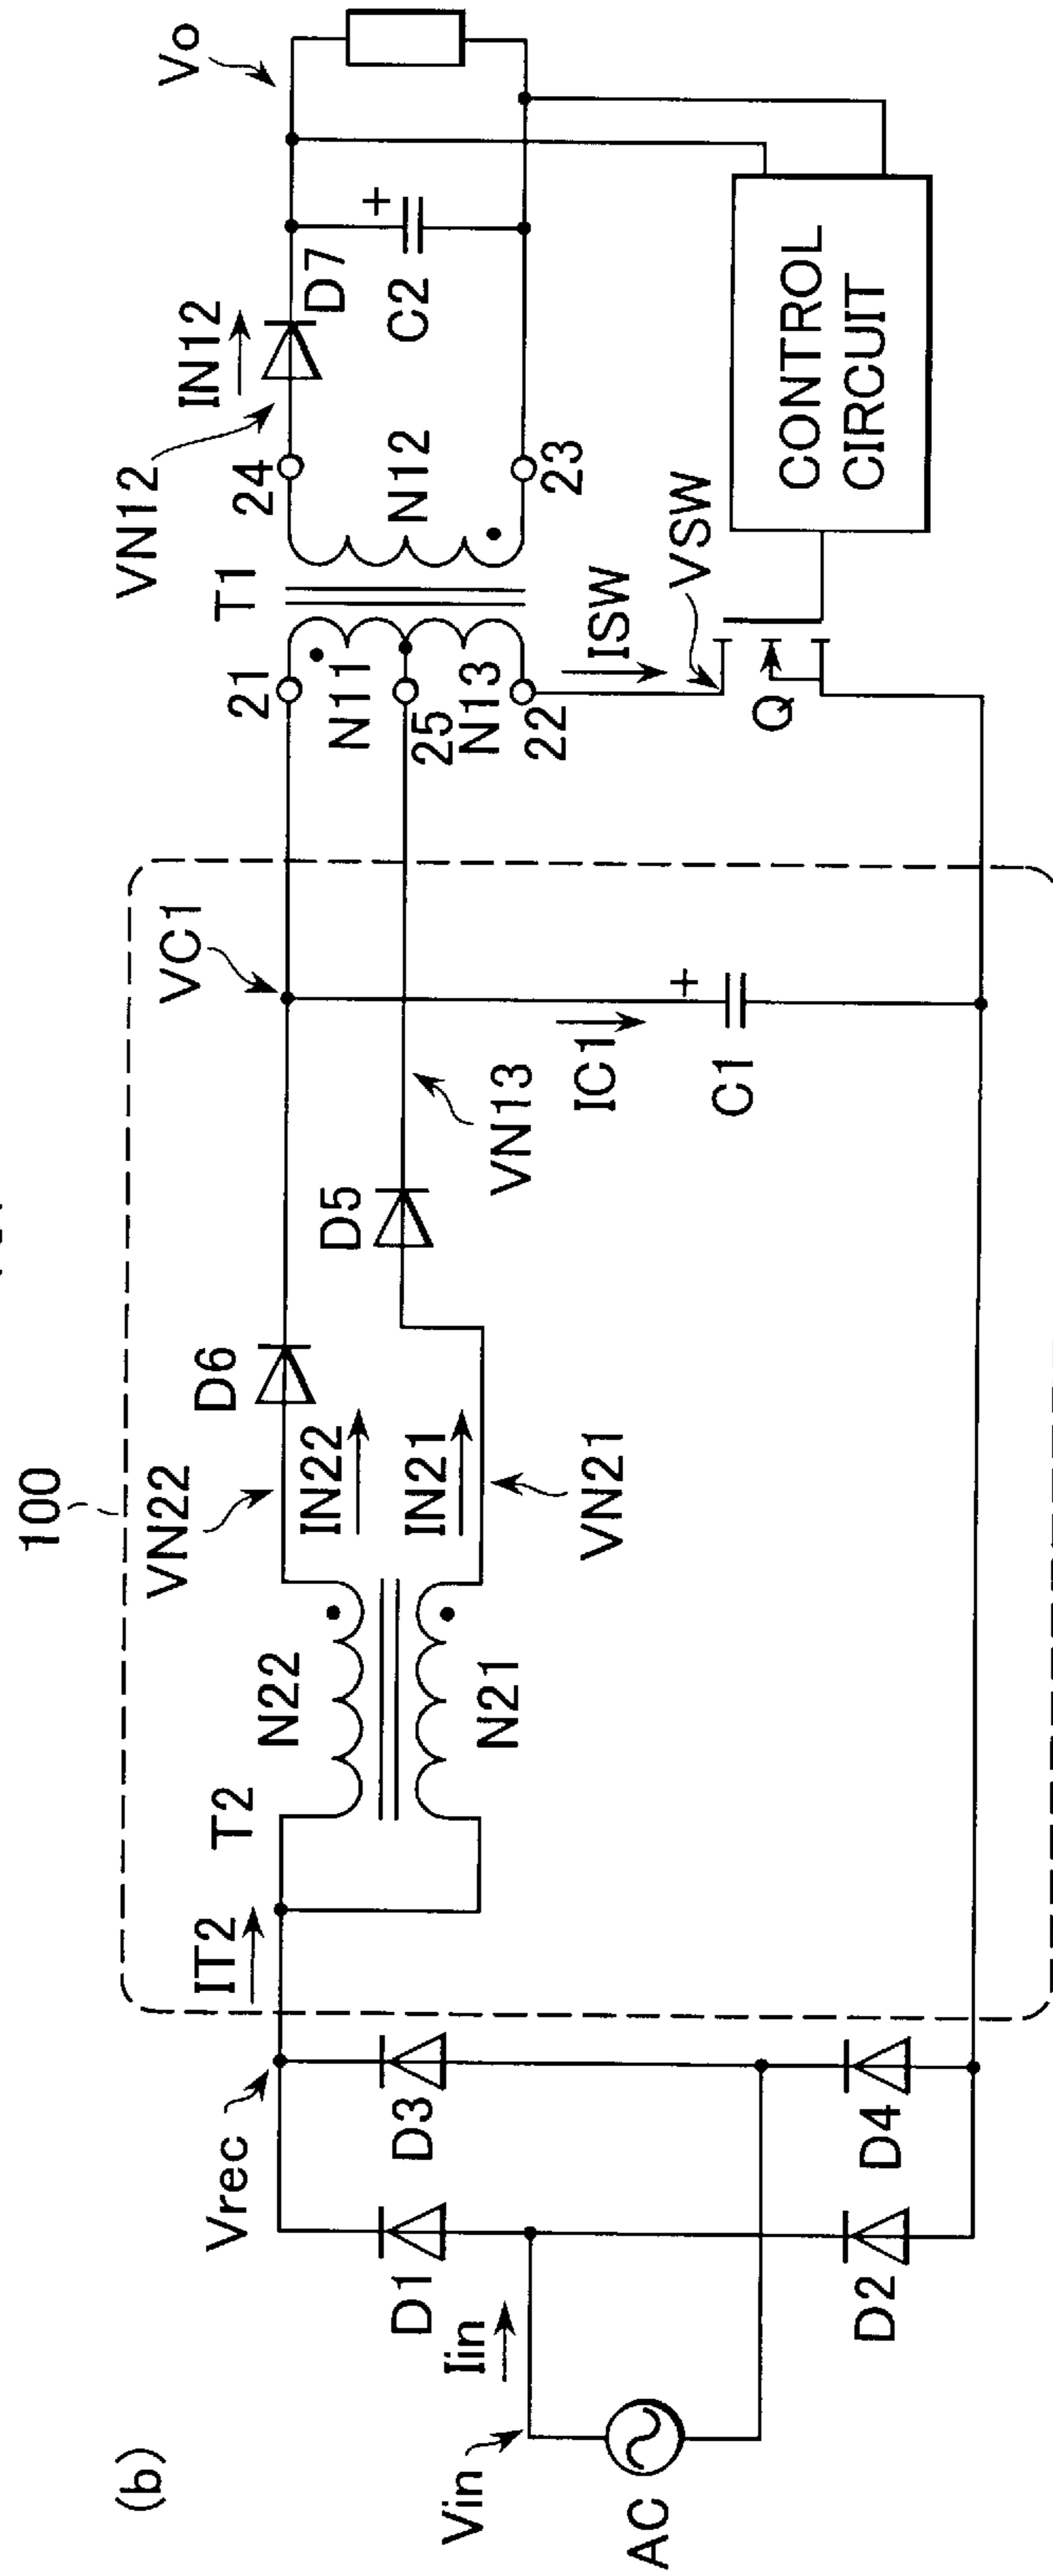 (b)
100
Vin
Iin
AC
Vrec
D1
D3
D2
D4
IT2
T2
N22
N21
VN22
IN22
IN21
VN21
D6
D5
VN13
VC1
IC1
+
C1
21
N11
25
N13
22
T1
ISW
VSW
Q
VN12
24
N12
23
IN12
D7
+
C2
Vo
CONTROL
CIRCUIT